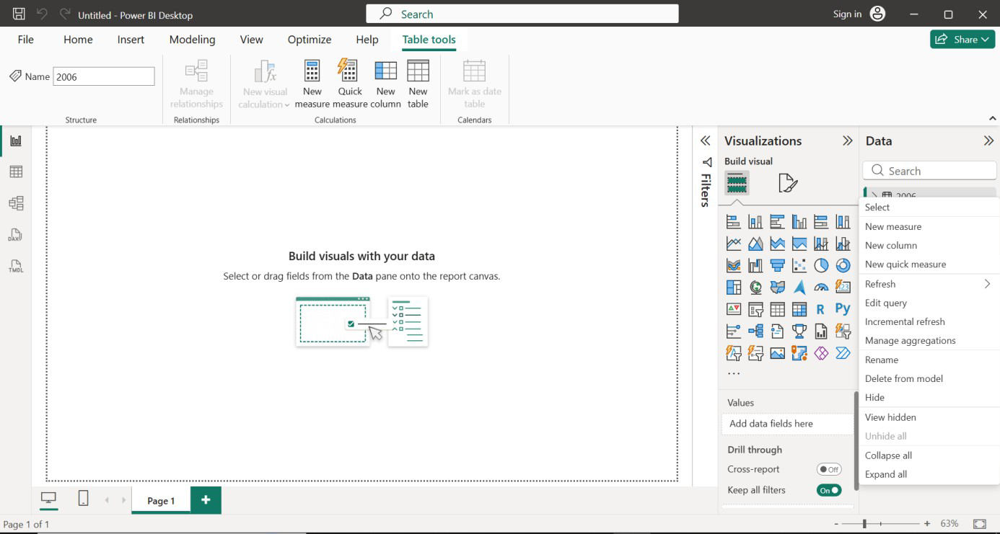 Untitled - Power BI Desktop
Search
Sign in
File
Home
Insert
Modeling
View
Optimize
Help
Table tools
Share
Name
2006
Manage
relationships
New visual
calculation
New
measure
Quick
measure
New
column
New
table
Mark as date
table
Structure
Relationships
Calculations
Calendars
DAX
TMDL
Build visuals with your data
Select or drag fields from the Data pane onto the report canvas.
Filters
Visualizations
Build visual
123
R
Py
Values
Add data fields here
Drill through
Cross-report
Off
Keep all filters
On
Data
Search
2006
Select
New measure
New column
New quick measure
Refresh
Edit query
Incremental refresh
Manage aggregations
Rename
Delete from model
Hide
View hidden
Unhide all
Collapse all
Expand all
Page 1
Page 1 of 1
- + 63%